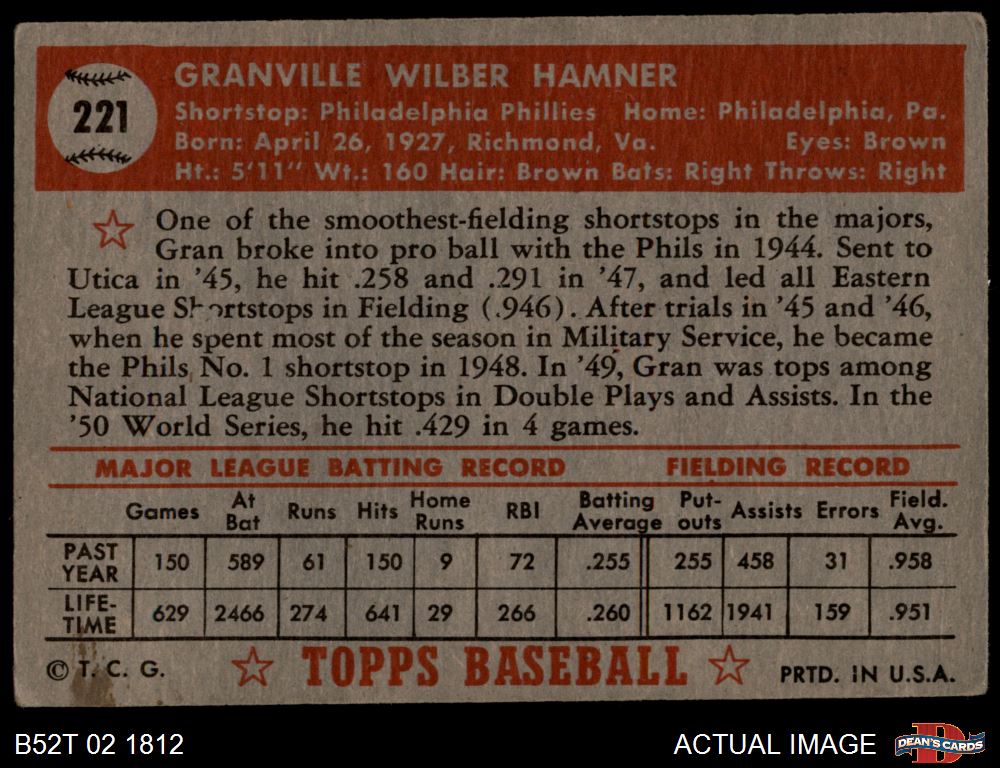 221
GRANVILLE WILBER HAMNER
Shortstop: Philadelphia Phillies Home: Philadelphia, Pa.
Born: April 26, 1927, Richmond, Va. Eyes: Brown
Ht.: 5'11" Wt.: 160 Hair: Brown Bats: Right Throws: Right
One of the smoothest-fielding shortstops in the majors,
Gran broke into pro ball with the Phils in 1944. Sent to
Utica in '45, he hit .258 and .291 in '47, and led all Eastern
League Shortstops in Fielding (.946). After trials in '45 and '46,
when he spent most of the season in Military Service, he became
the Phils No. 1 shortstop in 1948. In '49, Gran was tops among
National League Shortstops in Double Plays and Assists. In the
'50 World Series, he hit .429 in 4 games.
MAJOR LEAGUE BATTING RECORD FIELDING RECORD
Games At Bat Runs Hits Home Runs RBI Batting Average Put-outs Assists Errors Field. Avg.
PAST YEAR 150 589 61 150 9 72 .255 255 458 31 .958
LIFE-TIME 629 2466 274 641 29 266 .260 1162 1941 159 .951
© T. C. G. TOPPS BASEBALL PRTD. IN U.S.A.
B52T 02 1812 ACTUAL IMAGE DEAN'S CARDS